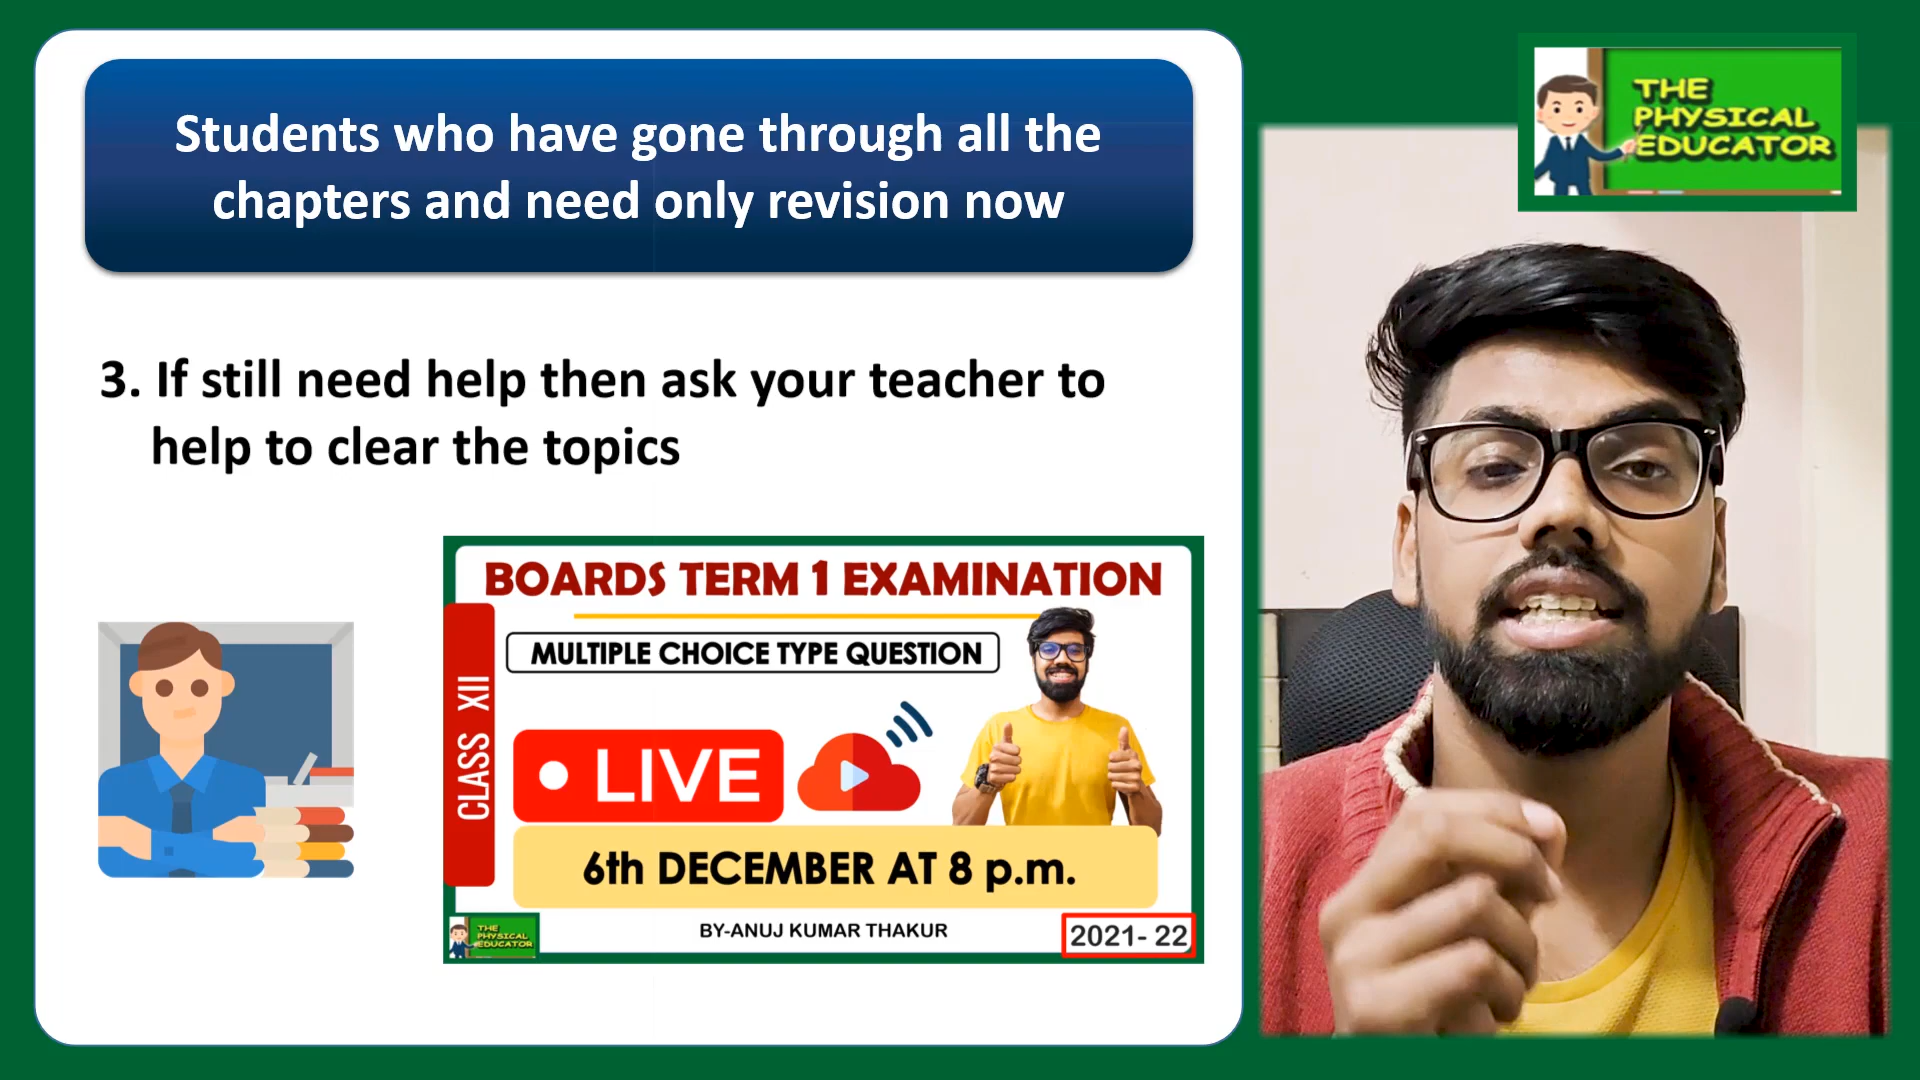 Students who have gone through all the
chapters and need only revision now
THE
PHYSICAL
EDUCATOR
3. If still need help then ask your teacher to
help to clear the topics
BOARDS TERM 1 EXAMINATION
MULTIPLE CHOICE TYPE QUESTION
CLASS XII
LIVE
6th DECEMBER AT 8 p.m.
THE
PHYSICAL
EDUCATOR
BY-ANUJ KUMAR THAKUR
2021- 22